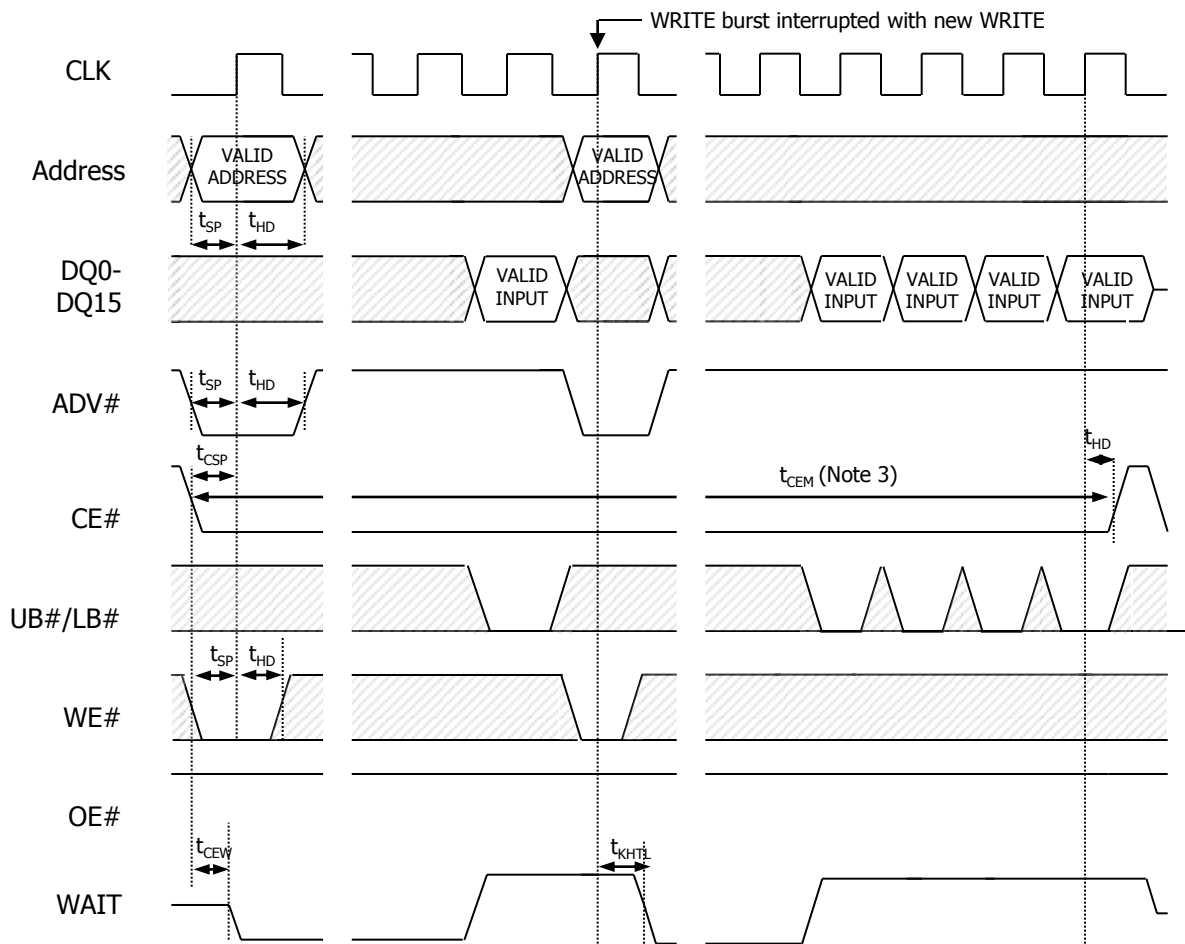 WRITE burst interrupted with new WRITE
CLK
Address
VALID
ADDRESS
VALID
ADDRESS
tSP
tHD
DQ0-
DQ15
VALID
INPUT
VALID
INPUT
VALID
INPUT
VALID
INPUT
VALID
INPUT
ADV#
tSP
tHD
tHD
tCSP
tCEM (Note 3)
CE#
UB#/LB#
tSP
tHD
WE#
OE#
tCEW
tKHTL
WAIT